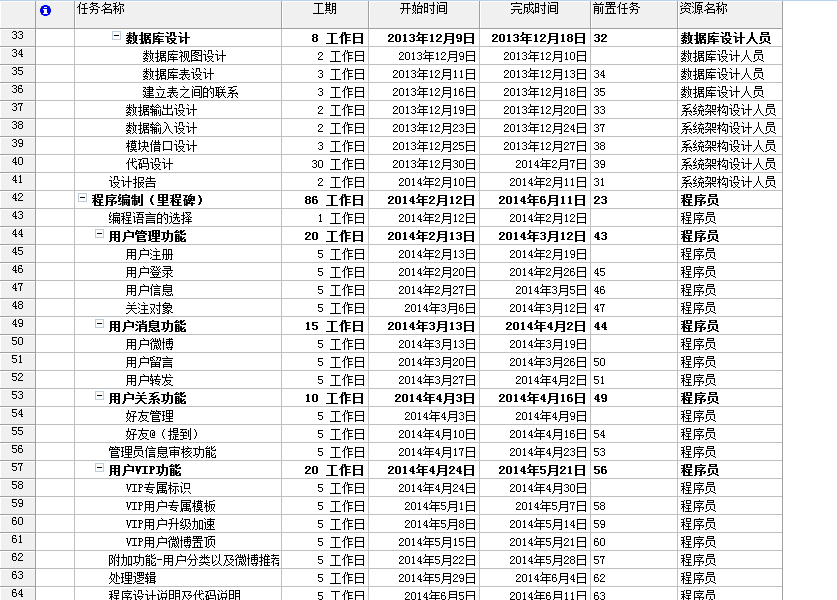 任务名称 工期 开始时间 完成时间 前置任务 资源名称
33 数据库设计 8 工作日 2013年12月9日 2013年12月18日 32 数据库设计人员
34 数据库视图设计 2 工作日 2013年12月9日 2013年12月10日 数据库设计人员
35 数据库表设计 3 工作日 2013年12月11日 2013年12月13日 34 数据库设计人员
36 建立表之间的联系 3 工作日 2013年12月16日 2013年12月18日 35 数据库设计人员
37 数据输出设计 2 工作日 2013年12月19日 2013年12月20日 33 系统架构设计人员
38 数据输入设计 2 工作日 2013年12月23日 2013年12月24日 37 系统架构设计人员
39 模块借口设计 3 工作日 2013年12月25日 2013年12月27日 38 系统架构设计人员
40 代码设计 30 工作日 2013年12月30日 2014年2月7日 39 系统架构设计人员
41 设计报告 2 工作日 2014年2月10日 2014年2月11日 31 系统架构设计人员
42 程序编制（里程碑） 86 工作日 2014年2月12日 2014年6月11日 23 程序员
43 编程语言的选择 1 工作日 2014年2月12日 2014年2月12日 程序员
44 用户管理功能 20 工作日 2014年2月13日 2014年3月12日 43 程序员
45 用户注册 5 工作日 2014年2月13日 2014年2月19日 程序员
46 用户登录 5 工作日 2014年2月20日 2014年2月26日 45 程序员
47 用户信息 5 工作日 2014年2月27日 2014年3月5日 46 程序员
48 关注对象 5 工作日 2014年3月6日 2014年3月12日 47 程序员
49 用户消息功能 15 工作日 2014年3月13日 2014年4月2日 44 程序员
50 用户微博 5 工作日 2014年3月13日 2014年3月19日 程序员
51 用户留言 5 工作日 2014年3月20日 2014年3月26日 50 程序员
52 用户转发 5 工作日 2014年3月27日 2014年4月2日 51 程序员
53 用户关系功能 10 工作日 2014年4月3日 2014年4月16日 49 程序员
54 好友管理 5 工作日 2014年4月3日 2014年4月9日 程序员
55 好友@（提到） 5 工作日 2014年4月10日 2014年4月16日 54 程序员
56 管理员信息审核功能 5 工作日 2014年4月17日 2014年4月23日 53 程序员
57 用户VIP功能 20 工作日 2014年4月24日 2014年5月21日 56 程序员
58 VIP专属标识 5 工作日 2014年4月24日 2014年4月30日 程序员
59 VIP用户专属模板 5 工作日 2014年5月1日 2014年5月7日 58 程序员
60 VIP用户升级加速 5 工作日 2014年5月8日 2014年5月14日 59 程序员
61 VIP用户微博置顶 5 工作日 2014年5月15日 2014年5月21日 60 程序员
62 附加功能-用户分类以及微博推荐 5 工作日 2014年5月22日 2014年5月28日 57 程序员
63 处理逻辑 5 工作日 2014年5月29日 2014年6月4日 62 程序员
64 程序设计说明及代码说明 5 工作日 2014年6月5日 2014年6月11日 63 程序员